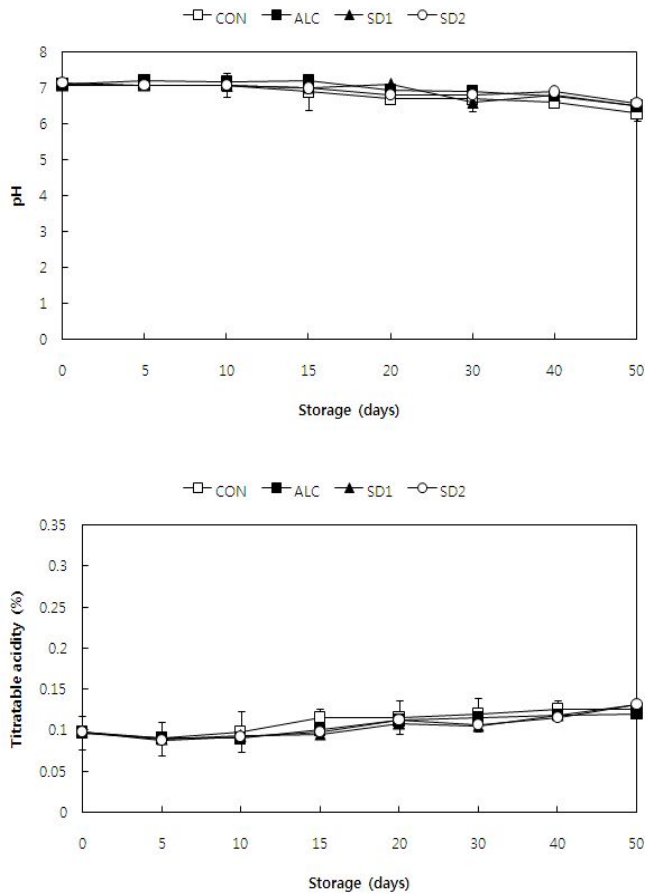 CON ALC SD1 SD2
8
7
6
5
4
3
2
1
0
pH
0 5 10 15 20 30 40 50
Storage (days)
CON ALC SD1 SD2
0.35
0.3
0.25
0.2
0.15
0.1
0.05
0
Titratable acidity (%)
0 5 10 15 20 30 40 50
Storage (days)